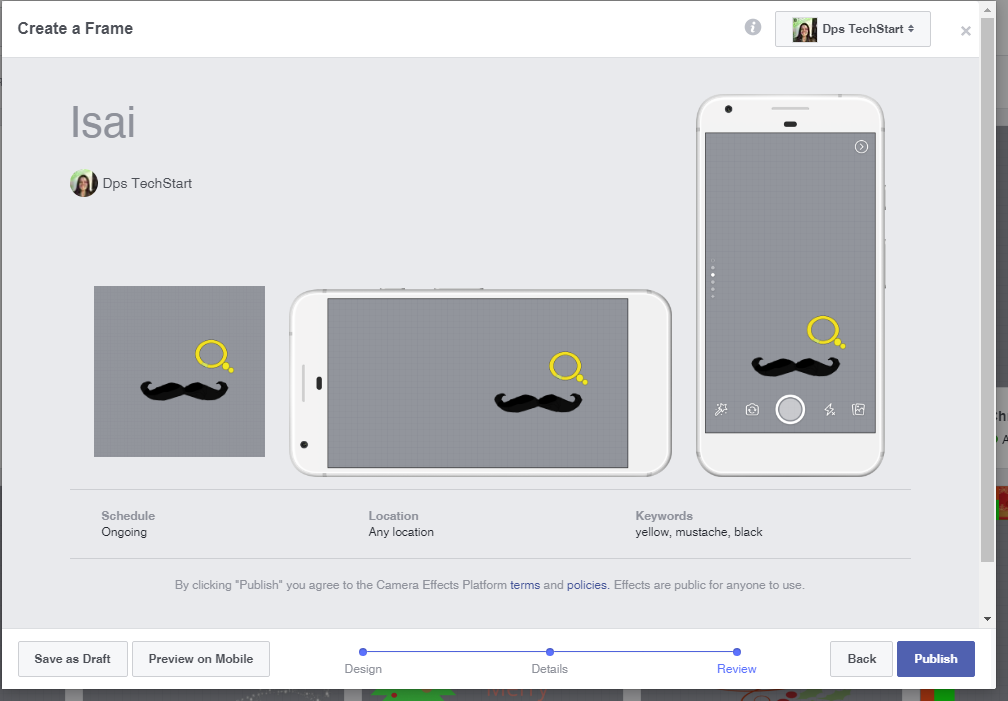 Create a Frame
Dps TechStart
Isai
Dps TechStart
Schedule
Ongoing
Location
Any location
Keywords
yellow, mustache, black
By clicking "Publish" you agree to the Camera Effects Platform terms and policies. Effects are public for anyone to use.
Save as Draft
Preview on Mobile
Design
Details
Review
Back
Publish
Merry